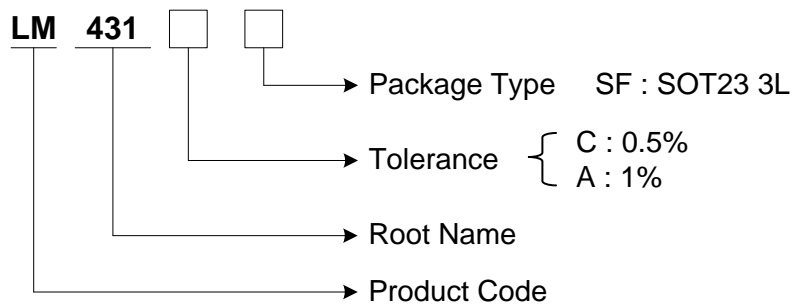 LM 431
Package Type SF : SOT23 3L
C : 0.5%
Tolerance
A : 1%
Root Name
Product Code